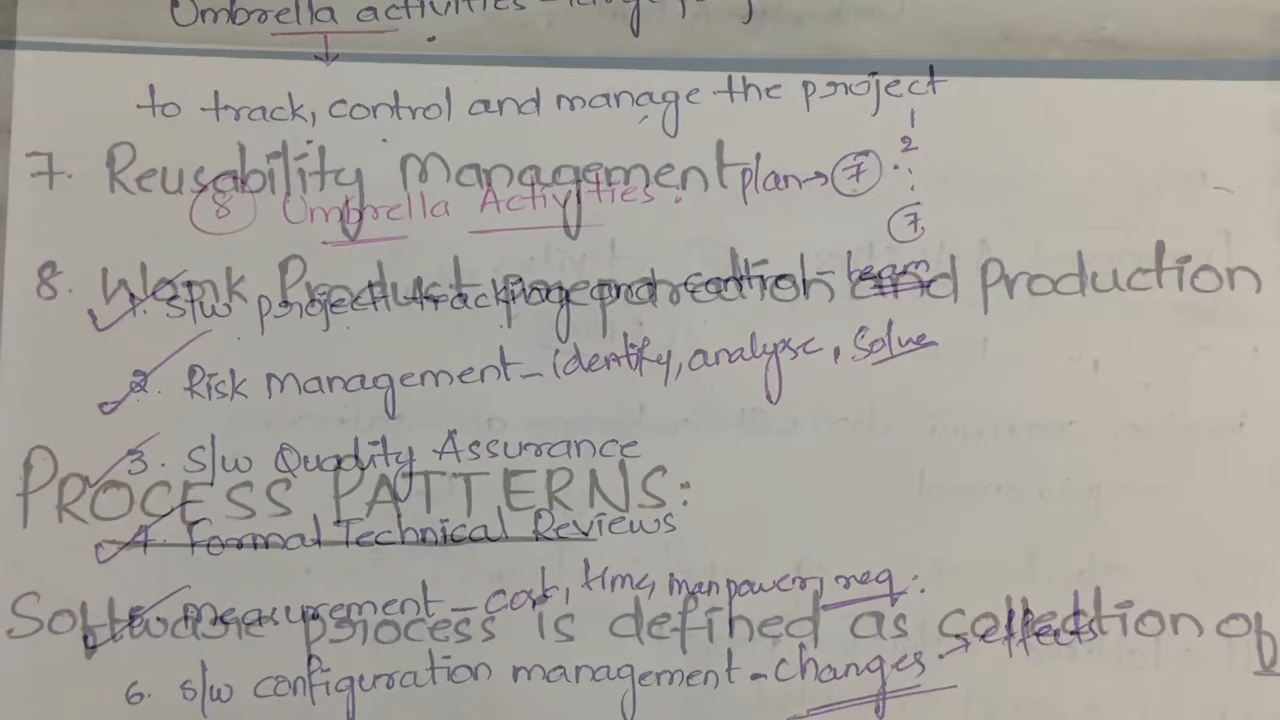 Umbrella activities
to track, control and manage the project
1
2
7. Reusability Management plan → 7
8 Umbrella Activities.
7.
8. Work Product preparation and Production
1. S/w project tracking and control - team
2. Risk management - identify, analyse, solve
3. S/w Quality Assurance
PROCESS PATTERNS:
4. Formal Technical Reviews
measurement - cost, time, manpower, req.
Software process is defined as collection of
6. s/w configuration management - changes → effects